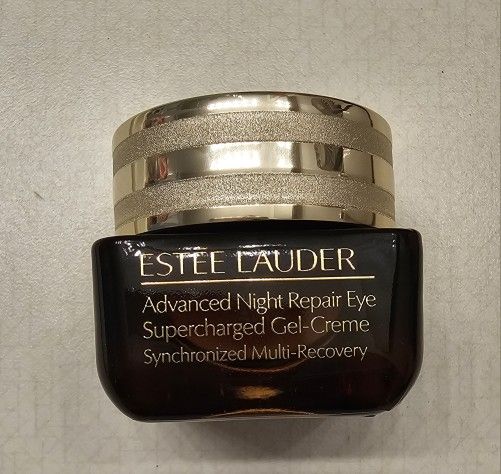 ESTEE LAUDER
Advanced Night Repair Eye
Supercharged Gel-Creme
Synchronized Multi-Recovery